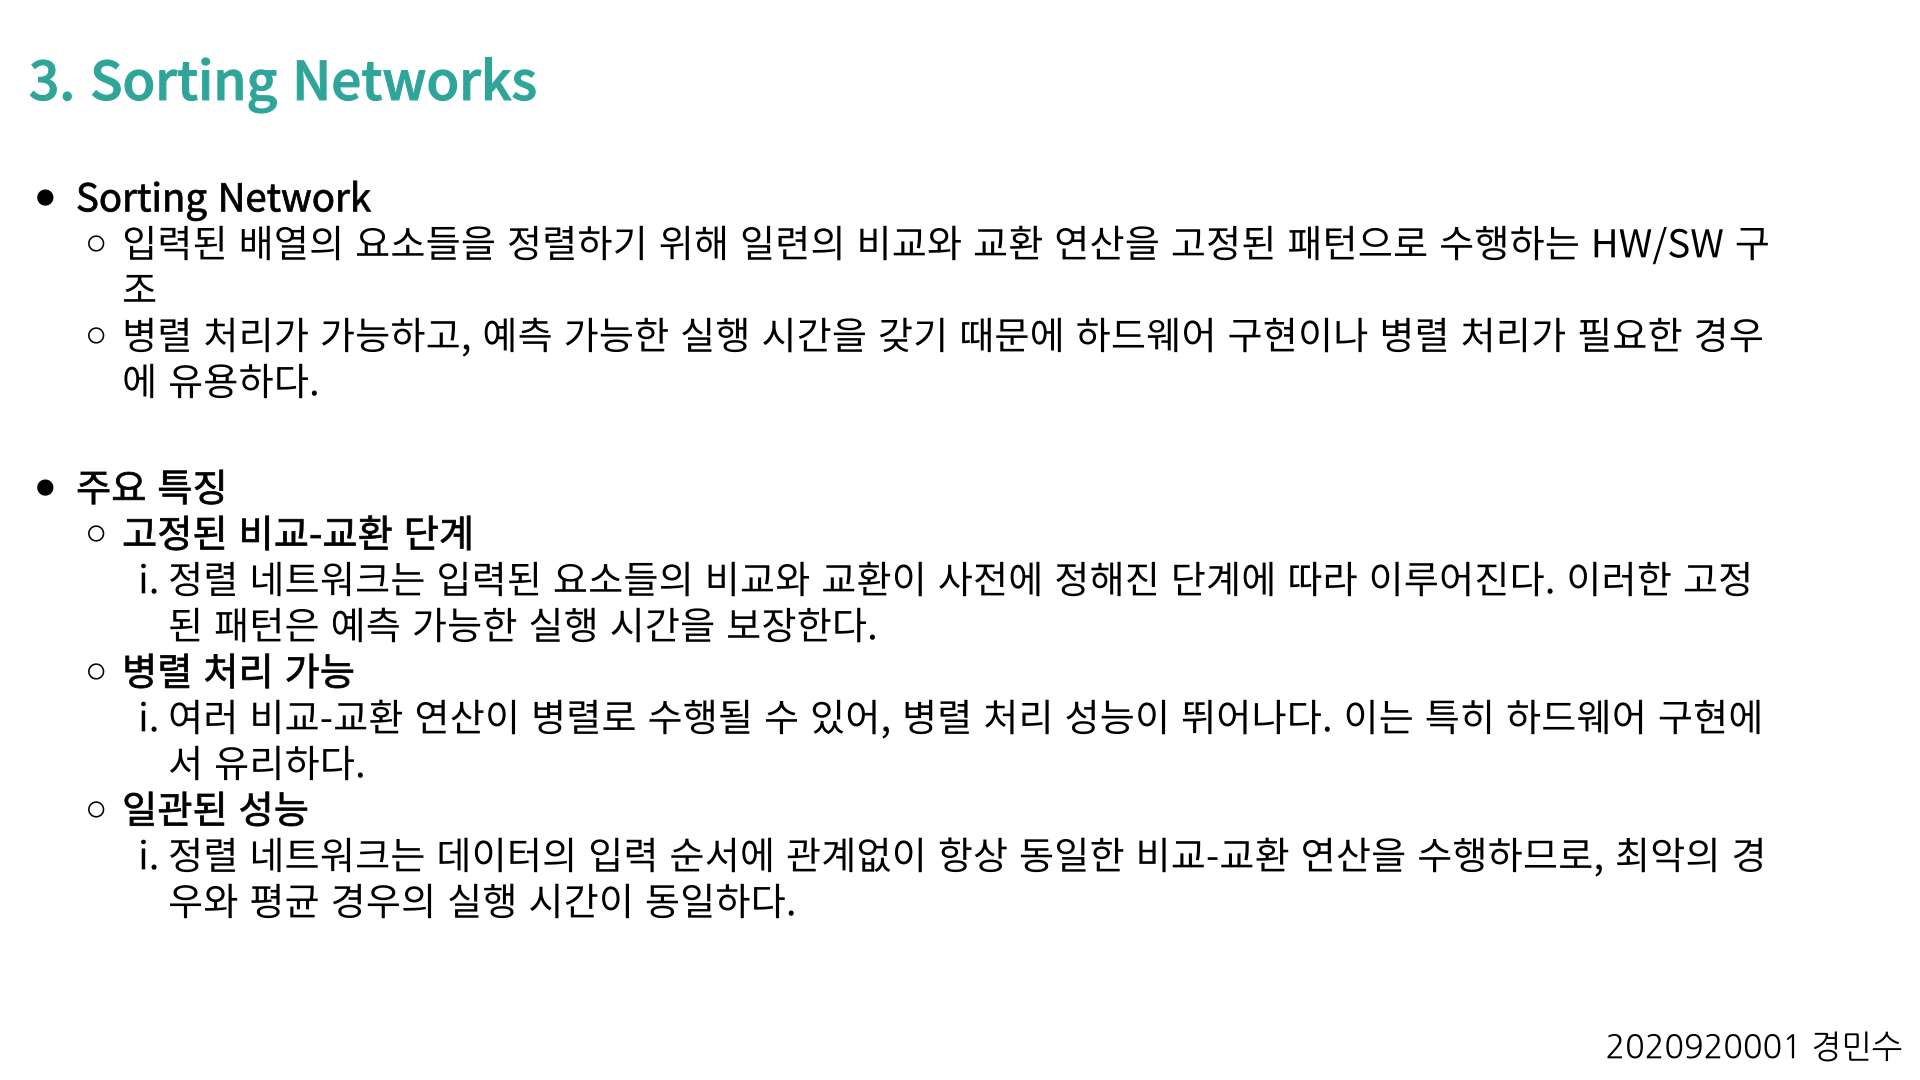 3. Sorting Networks
● Sorting Network
○ 입력된 배열의 요소들을 정렬하기 위해 일련의 비교와 교환 연산을 고정된 패턴으로 수행하는 HW/SW 구
조
○ 병렬 처리가 가능하고, 예측 가능한 실행 시간을 갖기 때문에 하드웨어 구현이나 병렬 처리가 필요한 경우
에 유용하다.
● 주요 특징
○ 고정된 비교-교환 단계
i. 정렬 네트워크는 입력된 요소들의 비교와 교환이 사전에 정해진 단계에 따라 이루어진다. 이러한 고정
된 패턴은 예측 가능한 실행 시간을 보장한다.
○ 병렬 처리 가능
i. 여러 비교-교환 연산이 병렬로 수행될 수 있어, 병렬 처리 성능이 뛰어나다. 이는 특히 하드웨어 구현에
서 유리하다.
○ 일관된 성능
i. 정렬 네트워크는 데이터의 입력 순서에 관계없이 항상 동일한 비교-교환 연산을 수행하므로, 최악의 경
우와 평균 경우의 실행 시간이 동일하다.
2020920001 경민수